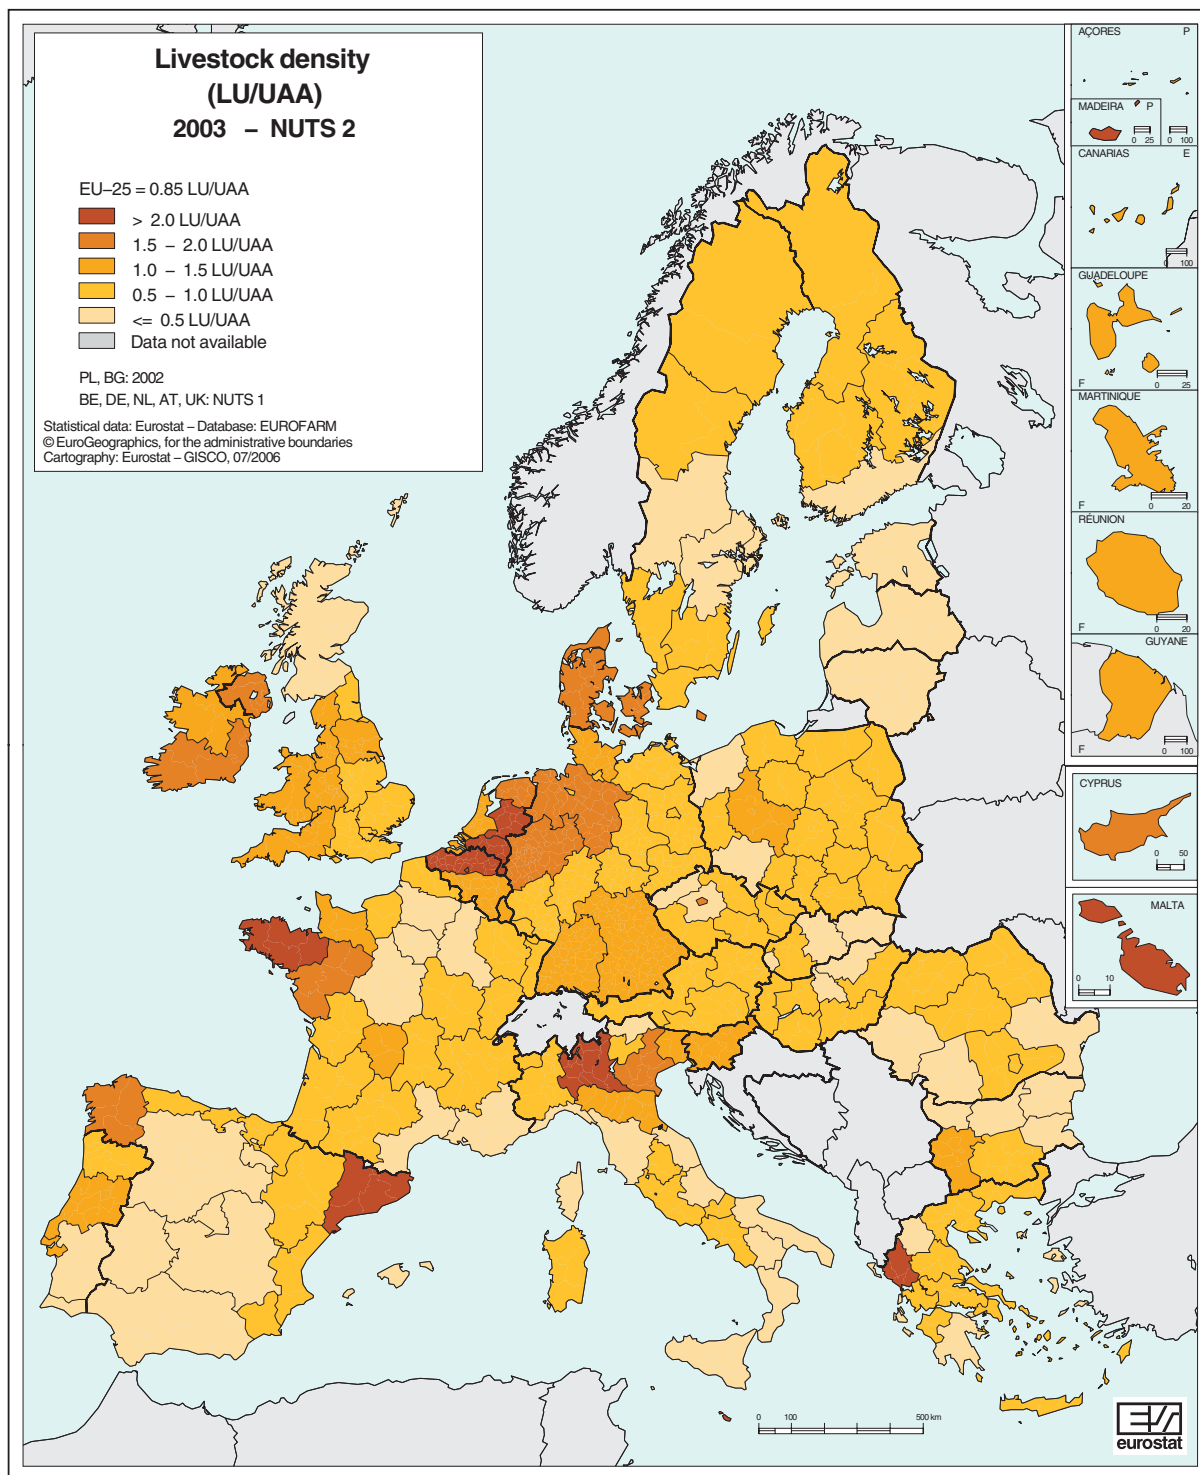 Livestock density
(LU/UAA)
2003 – NUTS 2
EU–25 = 0.85 LU/UAA
> 2.0 LU/UAA
1.5 – 2.0 LU/UAA
1.0 – 1.5 LU/UAA
0.5 – 1.0 LU/UAA
<= 0.5 LU/UAA
Data not available
PL, BG: 2002
BE, DE, NL, AT, UK: NUTS 1
Statistical data: Eurostat – Database: EUROFARM
© EuroGeographics, for the administrative boundaries
Cartography: Eurostat – GISCO, 07/2006
AÇORES P
MADEIRA P
0 25
0 100
CANARIAS E
0 100
GUADELOUPE
F
0 25
MARTINIQUE
F
0 20
RÉUNION
F
0 20
GUYANE
F
0 100
CYPRUS
0 50
MALTA
0 10
0 100 500 km
eurostat